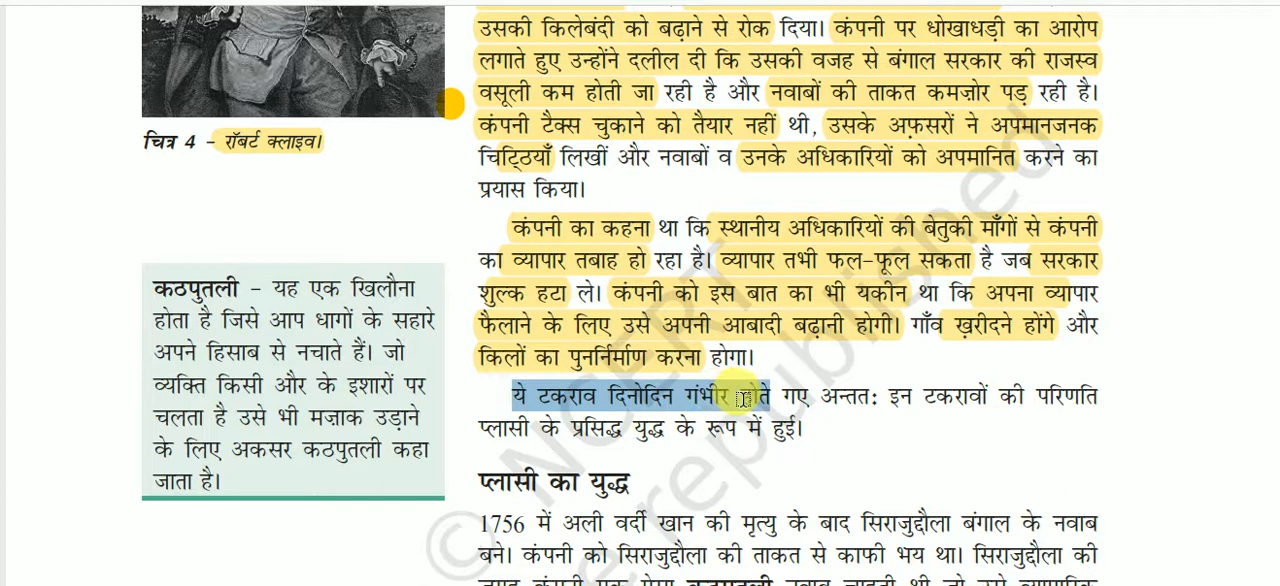 उसकी किलेबंदी को बढ़ाने से रोक दिया। कंपनी पर धोखाधड़ी का आरोप
लगाते हुए उन्होंने दलील दी कि उसकी वजह से बंगाल सरकार की राजस्व
वसूली कम होती जा रही है और नवाबों की ताकत कमज़ोर पड़ रही है।
कंपनी टैक्स चुकाने को तैयार नहीं थी, उसके अफ़सरों ने अपमानजनक
चिट्ठियाँ लिखीं और नवाबों व उनके अधिकारियों को अपमानित करने का
प्रयास किया।
कंपनी का कहना था कि स्थानीय अधिकारियों की बेतुकी माँगों से कंपनी
का व्यापार तबाह हो रहा है। व्यापार तभी फल-फूल सकता है जब सरकार
शुल्क हटा ले। कंपनी को इस बात का भी यकीन था कि अपना व्यापार
फैलाने के लिए उसे अपनी आबादी बढ़ानी होगी। गाँव ख़रीदने होंगे और
किलों का पुनर्निर्माण करना होगा।
ये टकराव दिनोदिन गंभीर होते गए अन्तत: इन टकरावों की परिणति
प्लासी के प्रसिद्ध युद्ध के रूप में हुई।
प्लासी का युद्ध
1756 में अली वर्दी खान की मृत्यु के बाद सिराजुद्दौला बंगाल के नवाब
बने। कंपनी को सिराजुद्दौला की ताकत से काफी भय था। सिराजुद्दौला की
चित्र 4 – रॉबर्ट क्लाइव।
कठपुतली – यह एक खिलौना
होता है जिसे आप धागों के सहारे
अपने हिसाब से नचाते हैं। जो
व्यक्ति किसी और के इशारों पर
चलता है उसे भी मज़ाक उड़ाने
के लिए अकसर कठपुतली कहा
जाता है।
© NCERT
republished